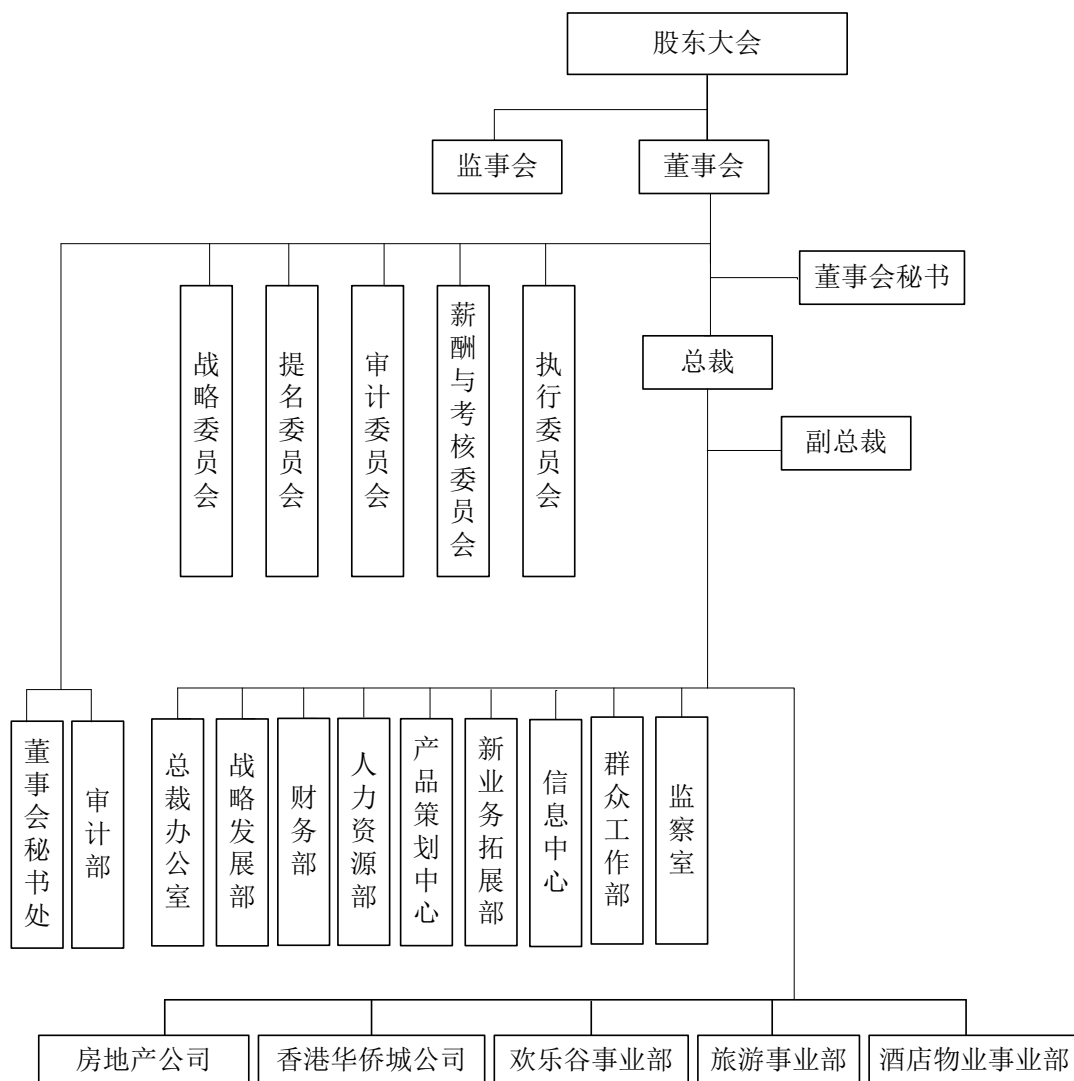 股东大会
监事会
董事会
董事会秘书
战略委员会
提名委员会
审计委员会
薪酬与考核委员会
执行委员会
总裁
副总裁
董事会秘书处
审计部
总裁办公室
战略发展部
财务部
人力资源部
产品策划中心
新业务拓展部
信息中心
群众工作部
监察室
房地产公司
香港华侨城公司
欢乐谷事业部
旅游事业部
酒店物业事业部